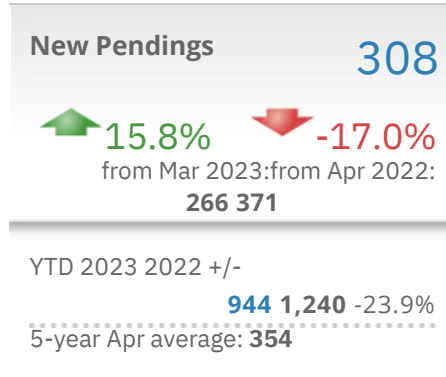 New Pendings 308
15.8% -17.0%
from Mar 2023:from Apr 2022:
266 371
YTD 2023 2022 +/-
944 1,240 -23.9%
5-year Apr average: 354